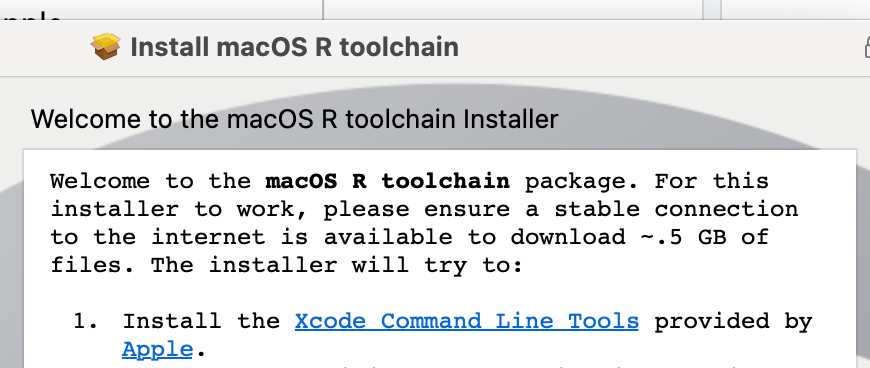 Install macOS R toolchain
Welcome to the macOS R toolchain Installer
Welcome to the macOS R toolchain package. For this
installer to work, please ensure a stable connection
to the internet is available to download ~.5 GB of
files. The installer will try to:
1. Install the Xcode Command Line Tools provided by
Apple.